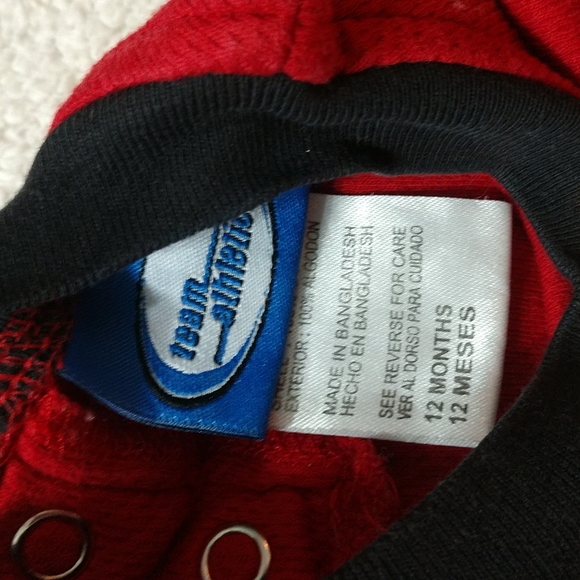 team
athletic
EXTERIOR: 100% ALGODON
MADE IN BANGLADESH
HECHO EN BANGLADESH
SEE REVERSE FOR CARE
VER AL DORSO PARA CUIDADO
12 MONTHS
12 MESES